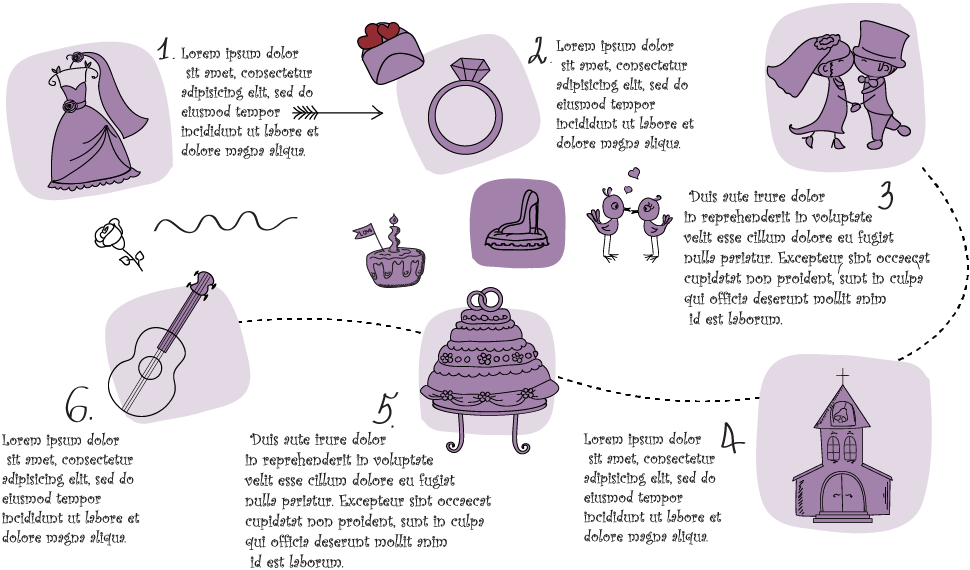 1.
Lorem ipsum dolor
sit amet, consectetur
adipisicing elit, sed do
eiusmod tempor
incididunt ut labore et
dolore magna aliqua.
2.
Lorem ipsum dolor
sit amet, consectetur
adipisicing elit, sed do
eiusmod tempor
incididunt ut labore et
dolore magna aliqua.
3
Duis aute irure dolor
in reprehenderit in voluptate
velit esse cillum dolore eu fugiat
nulla pariatur. Excepteur sint occaecat
cupidatat non proident, sunt in culpa
qui officia deserunt mollit anim
id est laborum.
4
Lorem ipsum dolor
sit amet, consectetur
adipisicing elit, sed do
eiusmod tempor
incididunt ut labore et
dolore magna aliqua.
5.
Duis aute irure dolor
in reprehenderit in voluptate
velit esse cillum dolore eu fugiat
nulla pariatur. Excepteur sint occaecat
cupidatat non proident, sunt in culpa
qui officia deserunt mollit anim
id est laborum.
6.
Lorem ipsum dolor
sit amet, consectetur
adipisicing elit, sed do
eiusmod tempor
incididunt ut labore et
dolore magna aliqua.